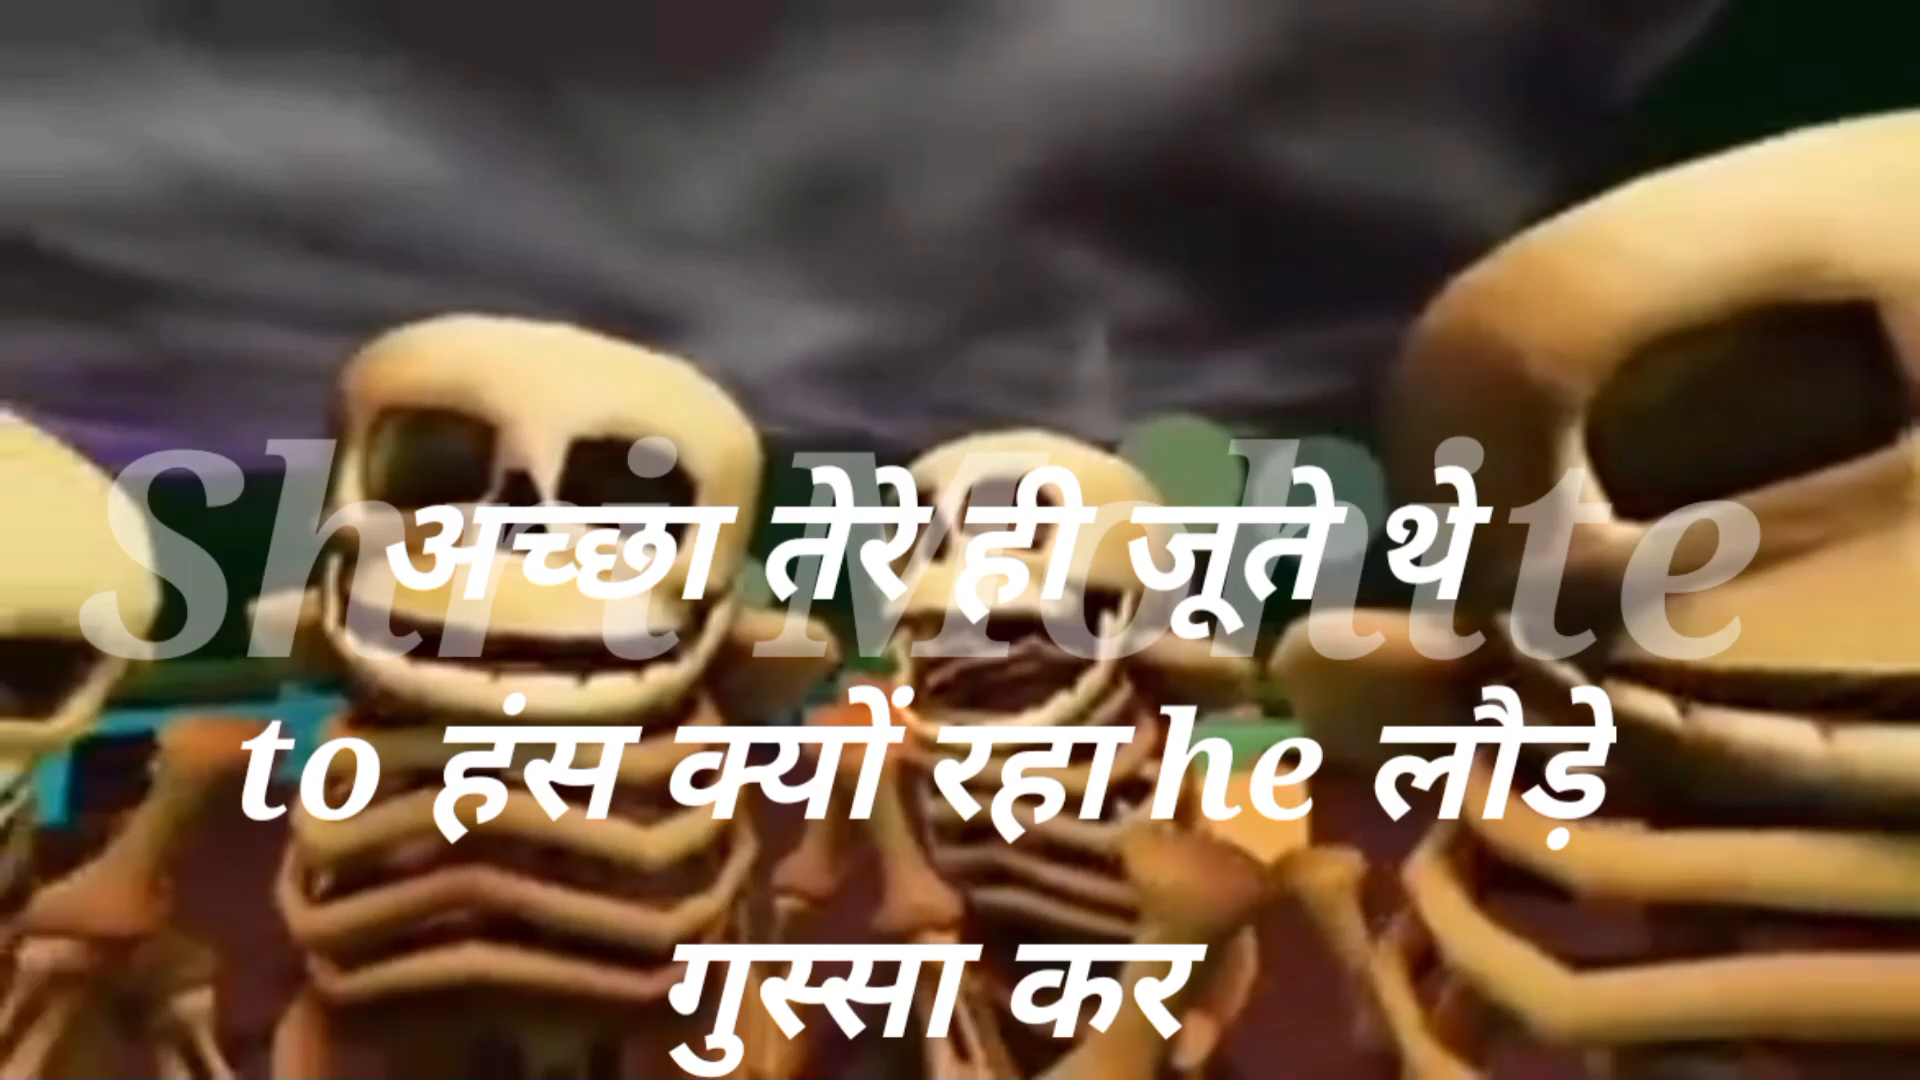 Shri Mohite
अच्छा तेरे ही जूते थे
to हंस क्यों रहा he लौड़े
गुस्सा कर